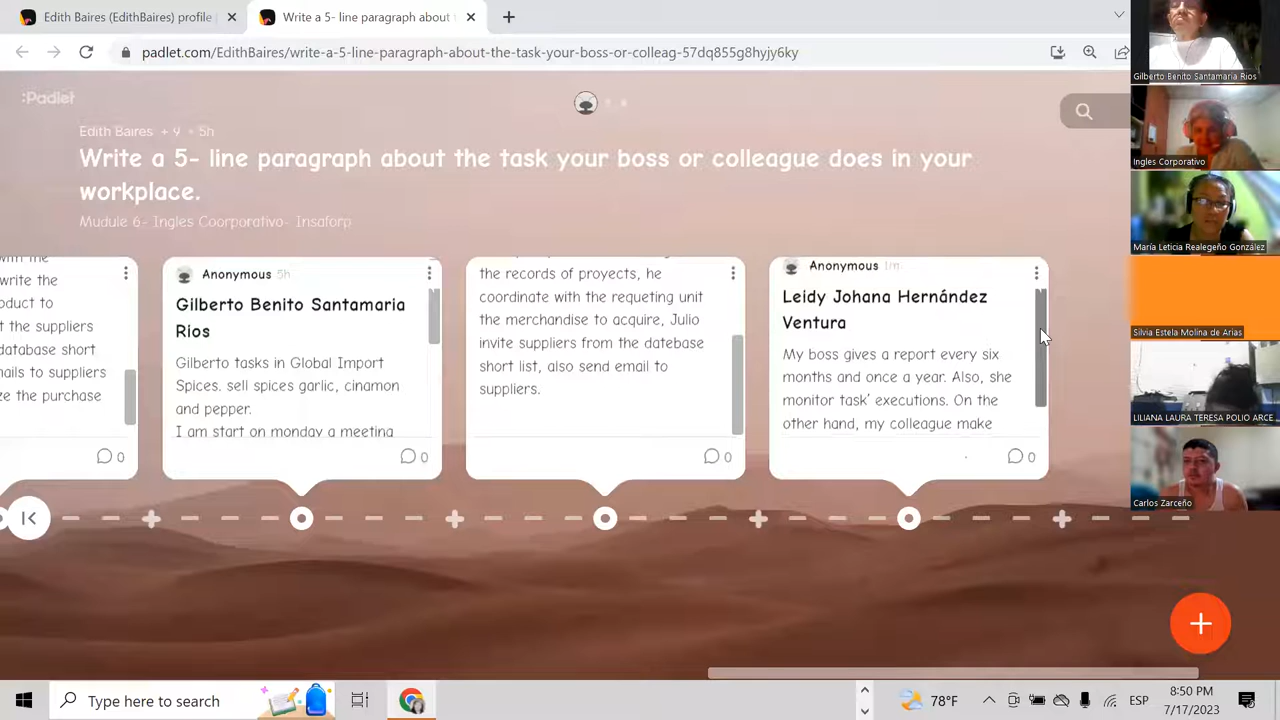 Edith Baires (EdithBaires) profile
Write a 5- line paragraph about t
padlet.com/EdithBaires/write-a-5-line-paragraph-about-the-task-your-boss-or-colleag-57dq855g8hyjy6ky
:Padlet
Edith Baires + 9 • 5h
Write a 5- line paragraph about the task your boss or colleague does in your
workplace.
Mudule 6- Ingles Coorporativo- Insaforp
with the
write the
oduct to
t the suppliers
database short
nails to suppliers
ze the purchase
0
Anonymous 5h
Gilberto Benito Santamaria
Rios
Gilberto tasks in Global Import
Spices. sell spices garlic, cinamon
and pepper.
I am start on monday a meeting
0
the records of proyects, he
coordinate with the requeting unit
the merchandise to acquire, Julio
invite suppliers from the datebase
short list, also send email to
suppliers.
0
Anonymous 1m
Leidy Johana Hernández
Ventura
My boss gives a report every six
months and once a year. Also, she
monitor task' executions. On the
other hand, my colleague make
0
Gilberto Benito Santamaria Rios
Ingles Corporativo
María Leticia Realegeño González
Silvia Estela Molina de Arias
LILIANA LAURA TERESA POLIO ARCE
Carlos Zarceño
Type here to search
78°F
ESP
8:50 PM
7/17/2023